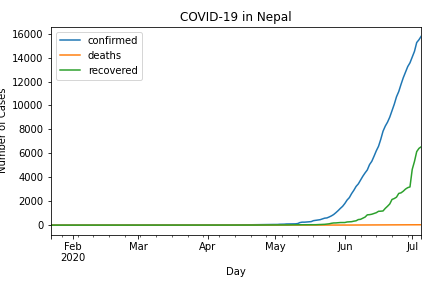 COVID-19 in Nepal
confirmed
deaths
recovered
16000
14000
12000
10000
8000
6000
4000
2000
0
Number of Cases
Feb
2020
Mar
Apr
May
Jun
Jul
Day